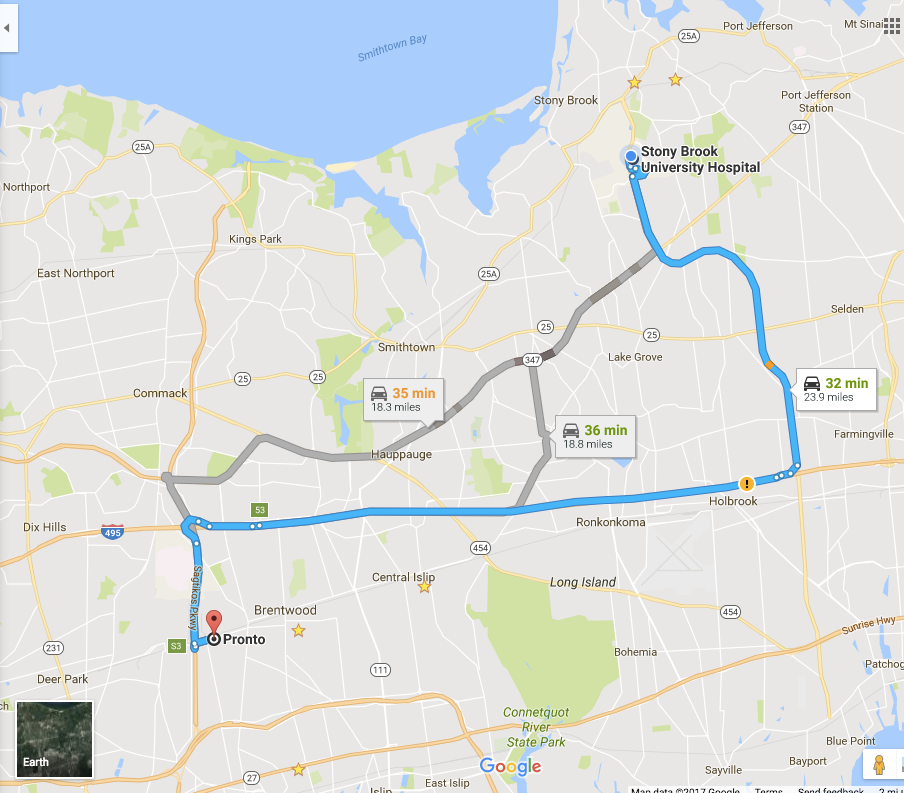 Port Jefferson
Mt Sinai
25A
Smithtown Bay
Stony Brook
Port Jefferson
Station
347
25A
Stony Brook
University Hospital
Northport
Kings Park
East Northport
25A
Selden
25
25
Smithtown
347
Lake Grove
25
25
Commack
35 min
18.3 miles
32 min
23.9 miles
36 min
18.8 miles
Farmingville
Hauppauge
Holbrook
53
Dix Hills
495
Ronkonkoma
454
Central Islip
Long Island
Sagtikos Pkwy
Brentwood
454
Pronto
S3
231
Sunrise Hwy
Bohemia
Deer Park
111
Patchog
Connetquot
River
State Park
Earth
Blue Point
Google
Bayport
Sayville
27
East Islip
Islip
Map data ©2017 Google
Terms
Send feedback
2 mi